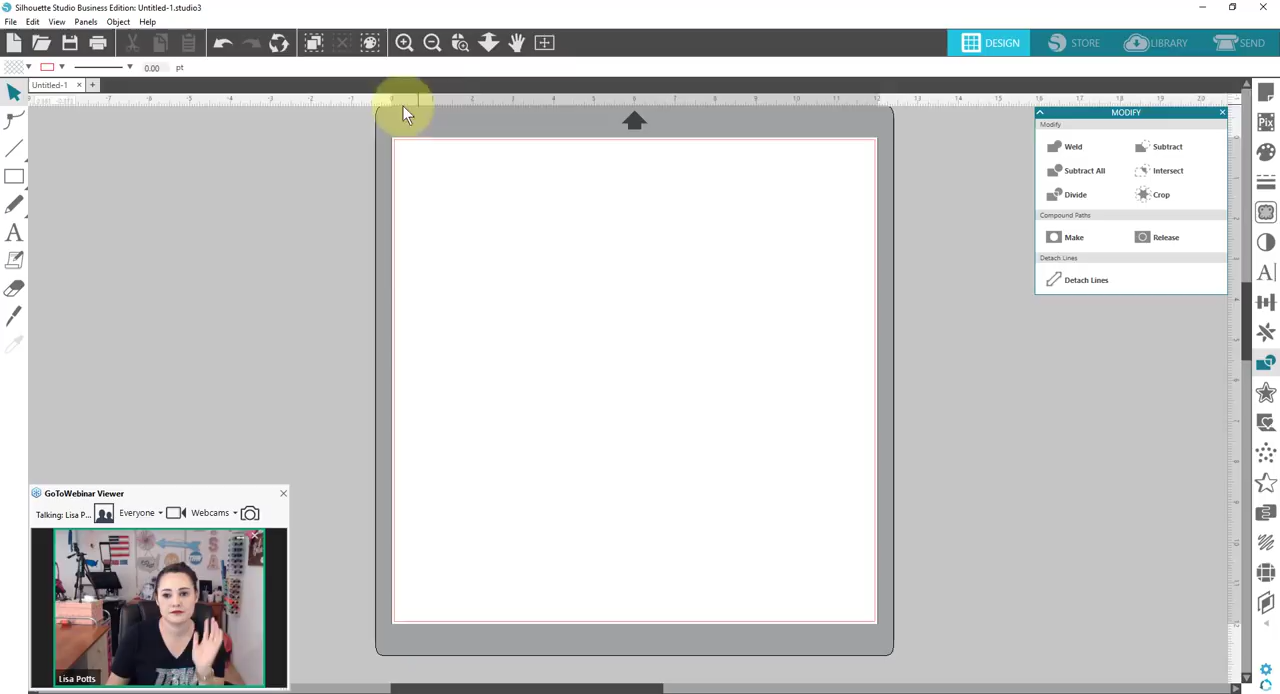 Silhouette Studio Business Edition: Untitled-1.studio3
File Edit View Panels Object Help
DESIGN STORE LIBRARY SEND
0.00 pt
Untitled-1 × +
MODIFY
Modify
Weld Subtract
Subtract All Intersect
Divide Crop
Compound Paths
Make Release
Detach Lines
Detach Lines
GoToWebinar Viewer
Talking: Lisa P... Everyone Webcams
Lisa Potts